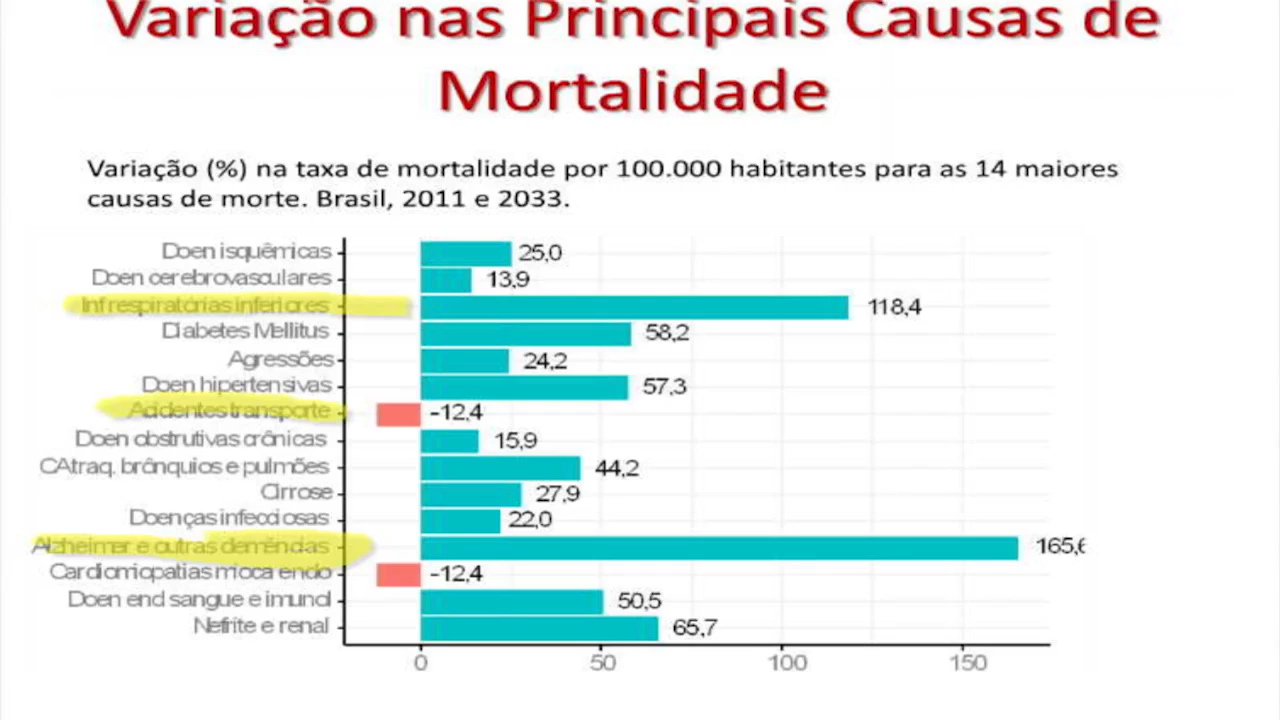 Variação nas Principais Causas de
Mortalidade
Variação (%) na taxa de mortalidade por 100.000 habitantes para as 14 maiores
causas de morte. Brasil, 2011 e 2033.
Doen isquêmicas 25,0
Doen cerebrovasculares 13,9
Inf respiratórias inferiores 118,4
Diabetes Mellitus 58,2
Agressões 24,2
Doen hipertensivas 57,3
Acidentes transporte -12,4
Doen obstrutivas crônicas 15,9
CAtraq. brônquios e pulmões 44,2
Cirrose 27,9
Doenças infecciosas 22,0
Alzheimer e outras demências 165,6
Cardiomiopatias mioca endo -12,4
Doen end sangue e imunol 50,5
Nefrite e renal 65,7
0 50 100 150